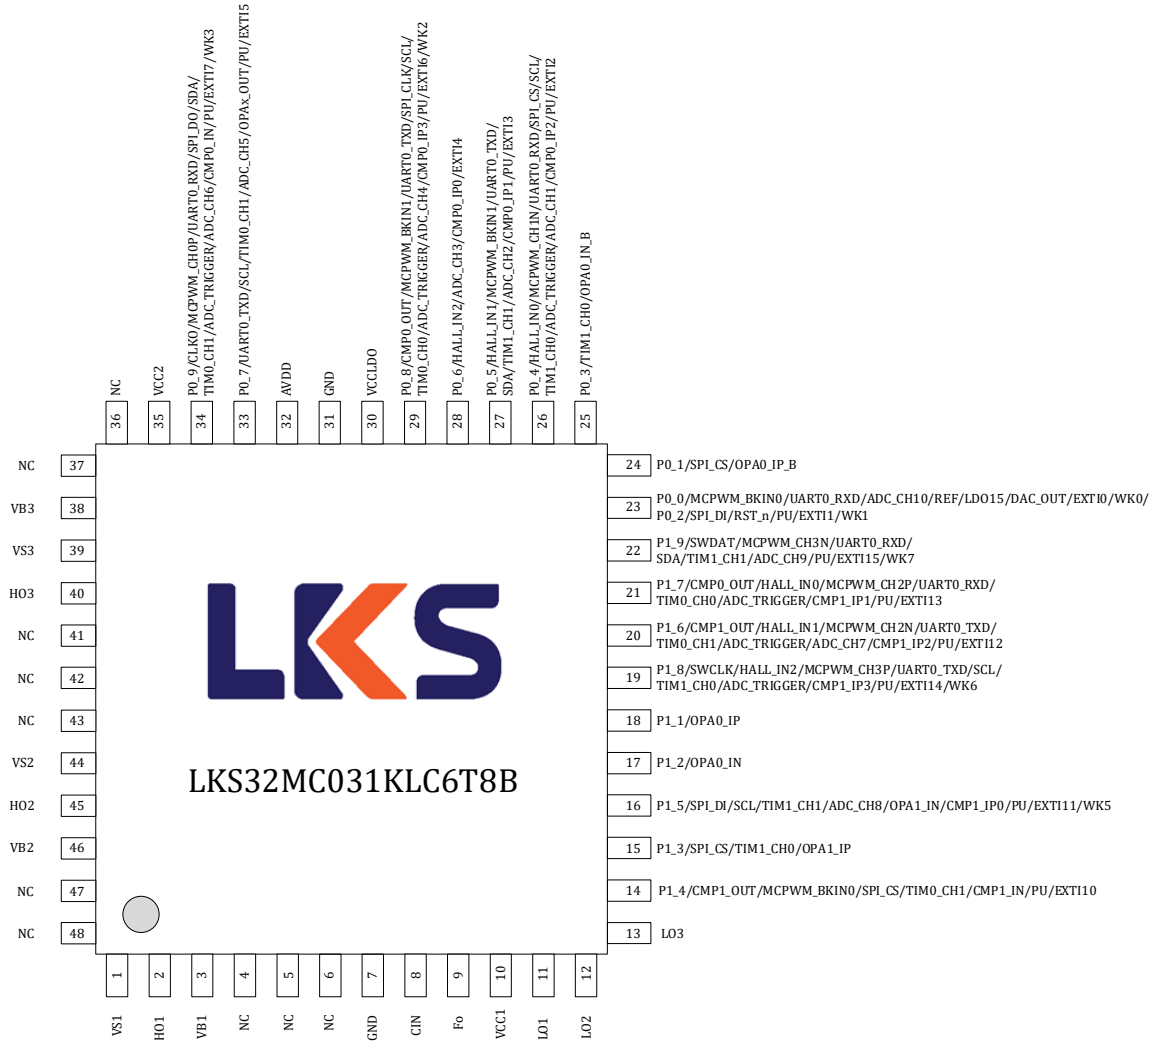 P0_9/CLKO/MCPWM_CH0P/UART0_RXD/SPI_DO/SDA/
TIM0_CH1/ADC_TRIGGER/ADC_CH6/CMP0_IN/PU/EXTI7/WK3
P0_7/UART0_TXD/SCL/TIM0_CH1/ADC_CH5/OPAx_OUT/PU/EXTI5
P0_8/CMP0_OUT/MCPWM_BKIN1/UART0_TXD/SPI_CLK/SCL/
TIM0_CH0/ADC_TRIGGER/ADC_CH4/CMP0_IP3/PU/EXTI6/WK2
P0_6/HALL_IN2/ADC_CH3/CMP0_IP0/EXTI4
P0_5/HALL_IN1/MCPWM_BKIN1/UART0_TXD/
SDA/TIM1_CH1/ADC_CH2/CMP0_IP1/PU/EXTI3
P0_4/HALL_IN0/MCPWM_CH1N/UART0_RXD/SPI_CS/SCL/
TIM1_CH0/ADC_TRIGGER/ADC_CH1/CMP0_IP2/PU/EXTI2
P0_3/TIM1_CH0/OPA0_IN_B
NC
VCC2
AVDD
GND
VCCLDO
36
35
34
33
32
31
30
29
28
27
26
25
NC 37
VB3 38
VS3 39
HO3 40
NC 41
NC 42
NC 43
VS2 44
HO2 45
VB2 46
NC 47
NC 48
LKS
LKS32MC031KLC6T8B
24 P0_1/SPI_CS/OPA0_IP_B
23 P0_0/MCPWM_BKIN0/UART0_RXD/ADC_CH10/REF/LDO15/DAC_OUT/EXTI0/WK0/
P0_2/SPI_DI/RST_n/PU/EXTI1/WK1
22 P1_9/SWDAT/MCPWM_CH3N/UART0_RXD/
SDA/TIM1_CH1/ADC_CH9/PU/EXTI15/WK7
21 P1_7/CMP0_OUT/HALL_IN0/MCPWM_CH2P/UART0_RXD/
TIM0_CH0/ADC_TRIGGER/CMP1_IP1/PU/EXTI13
20 P1_6/CMP1_OUT/HALL_IN1/MCPWM_CH2N/UART0_TXD/
TIM0_CH1/ADC_TRIGGER/ADC_CH7/CMP1_IP2/PU/EXTI12
19 P1_8/SWCLK/HALL_IN2/MCPWM_CH3P/UART0_TXD/SCL/
TIM1_CH0/ADC_TRIGGER/CMP1_IP3/PU/EXTI14/WK6
18 P1_1/OPA0_IP
17 P1_2/OPA0_IN
16 P1_5/SPI_DI/SCL/TIM1_CH1/ADC_CH8/OPA1_IN/CMP1_IP0/PU/EXTI11/WK5
15 P1_3/SPI_CS/TIM1_CH0/OPA1_IP
14 P1_4/CMP1_OUT/MCPWM_BKIN0/SPI_CS/TIM0_CH1/CMP1_IN/PU/EXTI10
13 LO3
1
2
3
4
5
6
7
8
9
10
11
12
VS1
HO1
VB1
NC
NC
NC
GND
CIN
Fo
VCC1
LO1
LO2